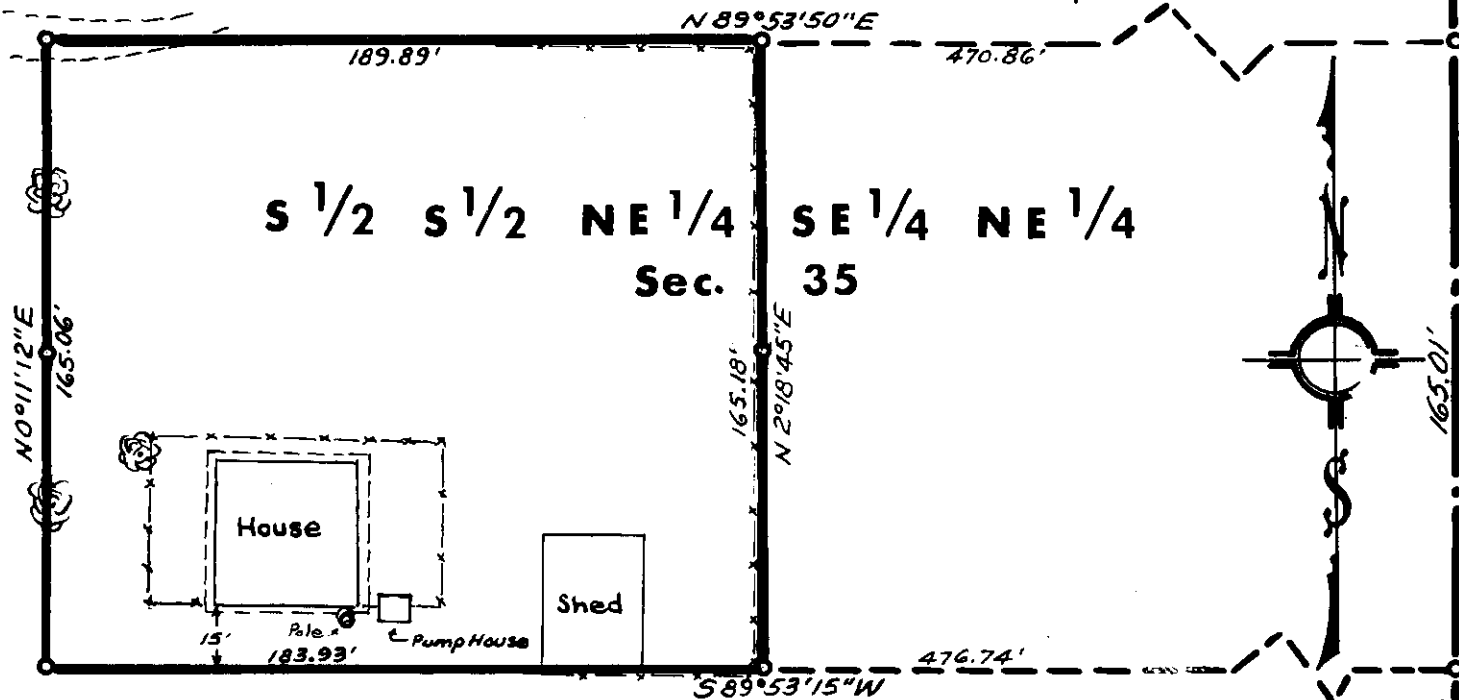 N 89°53'50"E
189.89'
470.86'
S 1/2 S 1/2 NE 1/4 SE 1/4 NE 1/4
Sec. 35
N
N 0°11'12"E
165.06'
165.18'
N 2°18'45"E
165.01'
S
House
Shed
15'
Pole
Pump House
183.93'
476.74'
S 89°53'15"W